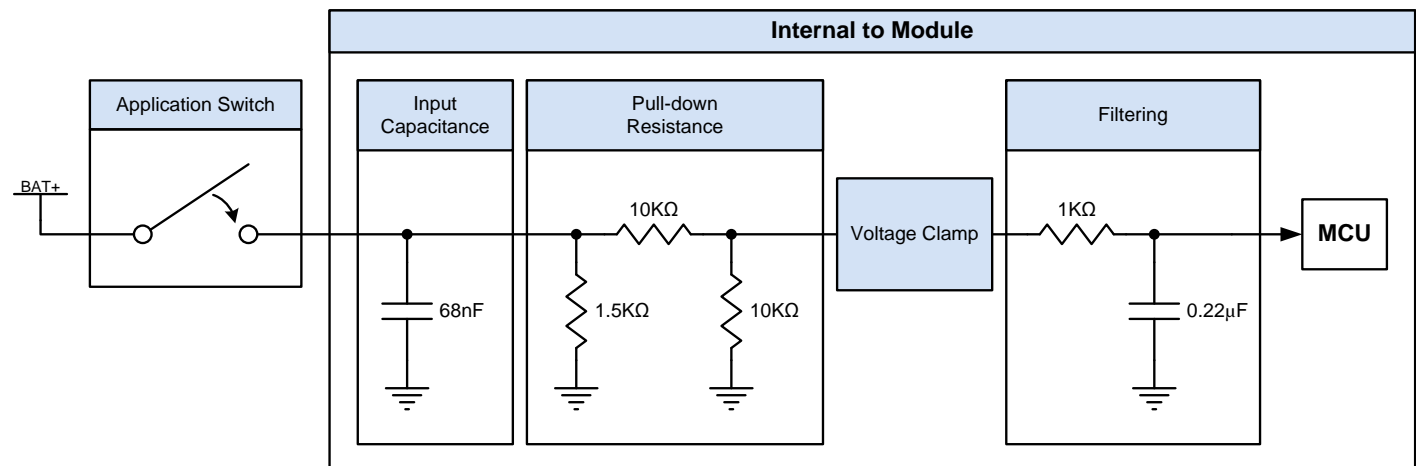 Internal to Module
Application Switch
Input
Capacitance
Pull-down
Resistance
Filtering
BAT+
10KΩ
1KΩ
Voltage Clamp
MCU
68nF
1.5KΩ
10KΩ
0.22µF